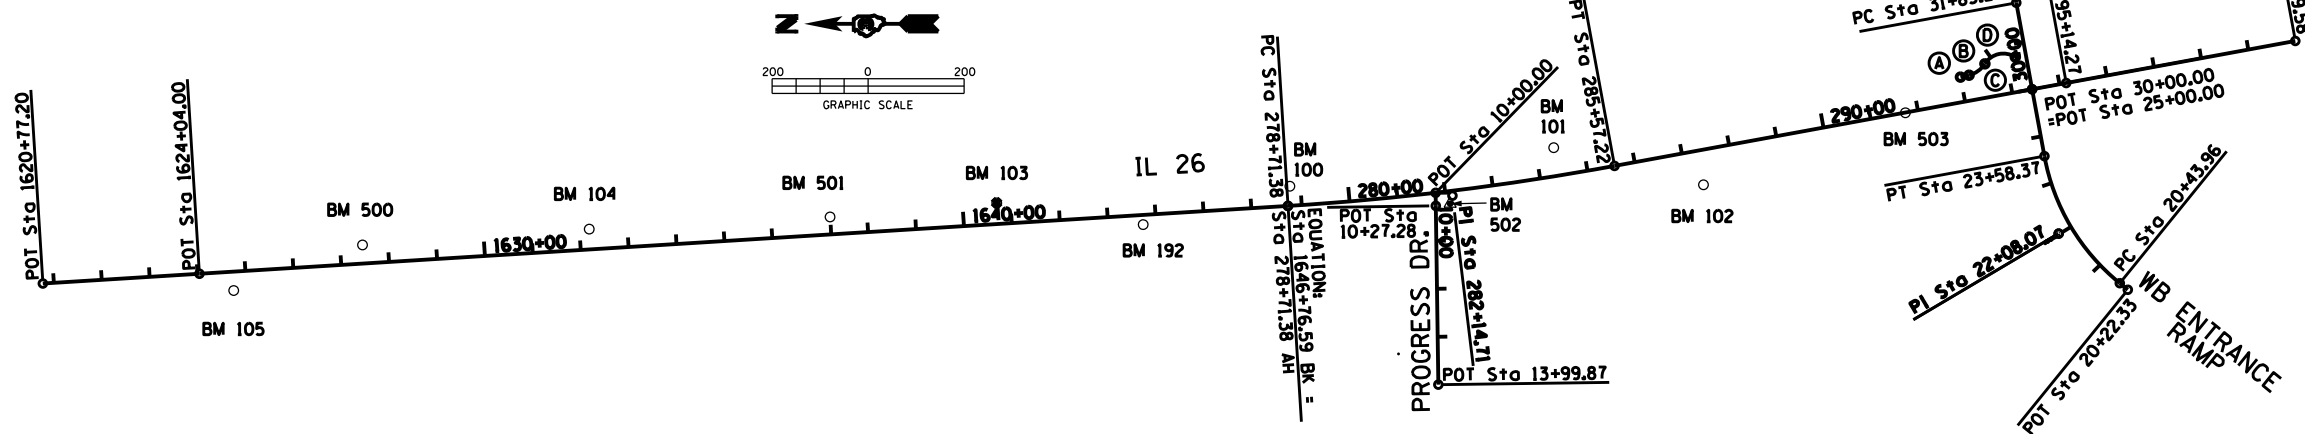 N
200 0 200
GRAPHIC SCALE
POT Sta 1620+77.20
POT Sta 1624+04.00
BM 105
BM 500
1630+00
BM 104
BM 501
BM 103
1640+00
IL 26
BM 192
PC Sta 278+71.38
EQUATION:
Sta 1646+76.59 BK =
Sta 278+71.38 AH
BM
100
280+00
POT Sta
10+27.28
POT Sta 10+00.00
PROGRESS DR.
10+00
PI Sta 282+14.71
POT Sta 13+99.87
BM
502
BM
101
PT Sta 285+57.22
BM 102
290+00
BM 503
A
B
C
D
POT Sta 30+00.00
=POT Sta 25+00.00
95+14.27
PT Sta 23+58.37
PI Sta 22+08.07
PC Sta 20+43.96
POT Sta 20+22.33
WB ENTRANCE
RAMP